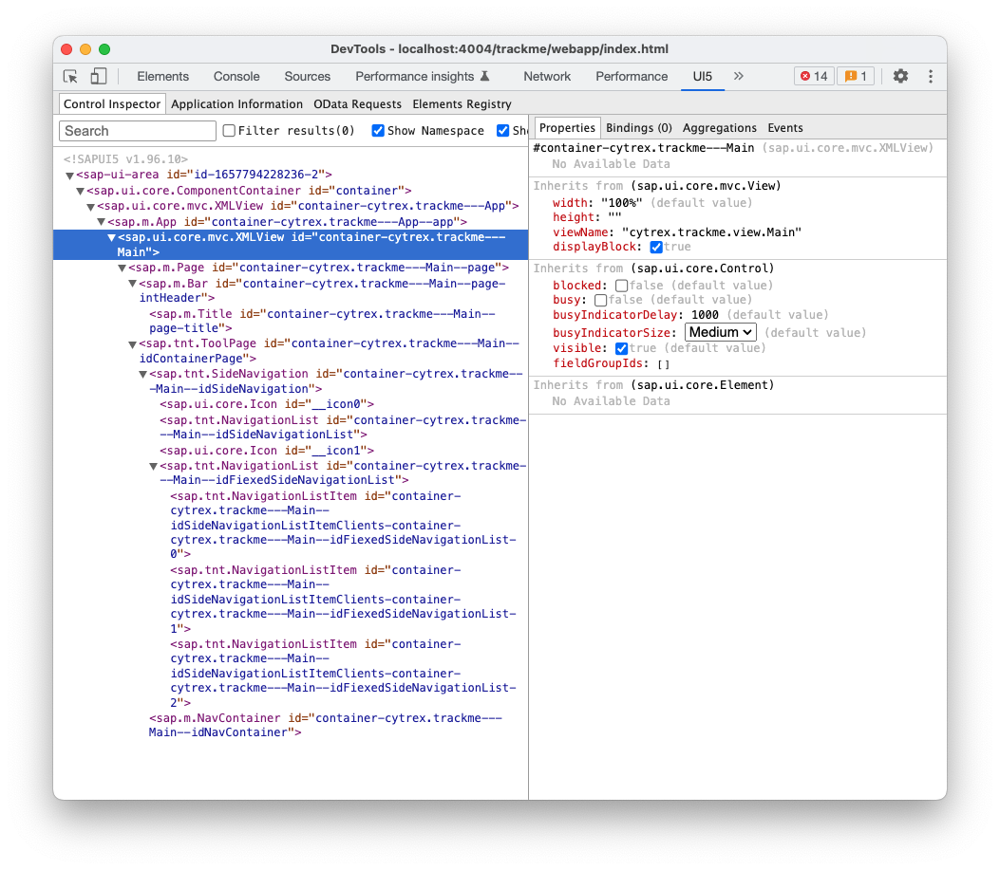 DevTools - localhost:4004/trackme/webapp/index.html
Elements Console Sources Performance insights Network Performance UI5 » 14 1
Control Inspector Application Information OData Requests Elements Registry
Search Filter results(0) Show Namespace Sho
<!SAPUI5 v1.96.10>
<sap-ui-area id="id-1657794228236-2">
<sap.ui.core.ComponentContainer id="container">
<sap.ui.core.mvc.XMLView id="container-cytrex.trackme---App">
<sap.m.App id="container-cytrex.trackme---App--app">
<sap.ui.core.mvc.XMLView id="container-cytrex.trackme---
Main">
<sap.m.Page id="container-cytrex.trackme---Main--page">
<sap.m.Bar id="container-cytrex.trackme---Main--page-
intHeader">
<sap.m.Title id="container-cytrex.trackme---Main--
page-title">
<sap.tnt.ToolPage id="container-cytrex.trackme---Main--
idContainerPage">
<sap.tnt.SideNavigation id="container-cytrex.trackme--
-Main--idSideNavigation">
<sap.ui.core.Icon id="__icon0">
<sap.tnt.NavigationList id="container-cytrex.trackme-
--Main--idSideNavigationList">
<sap.ui.core.Icon id="__icon1">
<sap.tnt.NavigationList id="container-cytrex.trackme-
--Main--idFiexedSideNavigationList">
<sap.tnt.NavigationListItem id="container-
cytrex.trackme---Main--
idSideNavigationListItemClients-container-
cytrex.trackme---Main--idFiexedSideNavigationList-
0">
<sap.tnt.NavigationListItem id="container-
cytrex.trackme---Main--
idSideNavigationListItemClients-container-
cytrex.trackme---Main--idFiexedSideNavigationList-
1">
<sap.tnt.NavigationListItem id="container-
cytrex.trackme---Main--
idSideNavigationListItemClients-container-
cytrex.trackme---Main--idFiexedSideNavigationList-
2">
<sap.m.NavContainer id="container-cytrex.trackme---
Main--idNavContainer">
Properties Bindings (0) Aggregations Events
#container-cytrex.trackme---Main (sap.ui.core.mvc.XMLView)
No Available Data
Inherits from (sap.ui.core.mvc.View)
width: "100%" (default value)
height: ""
viewName: "cytrex.trackme.view.Main"
displayBlock: true
Inherits from (sap.ui.core.Control)
blocked: false (default value)
busy: false (default value)
busyIndicatorDelay: 1000 (default value)
busyIndicatorSize: Medium (default value)
visible: true (default value)
fieldGroupIds: []
Inherits from (sap.ui.core.Element)
No Available Data